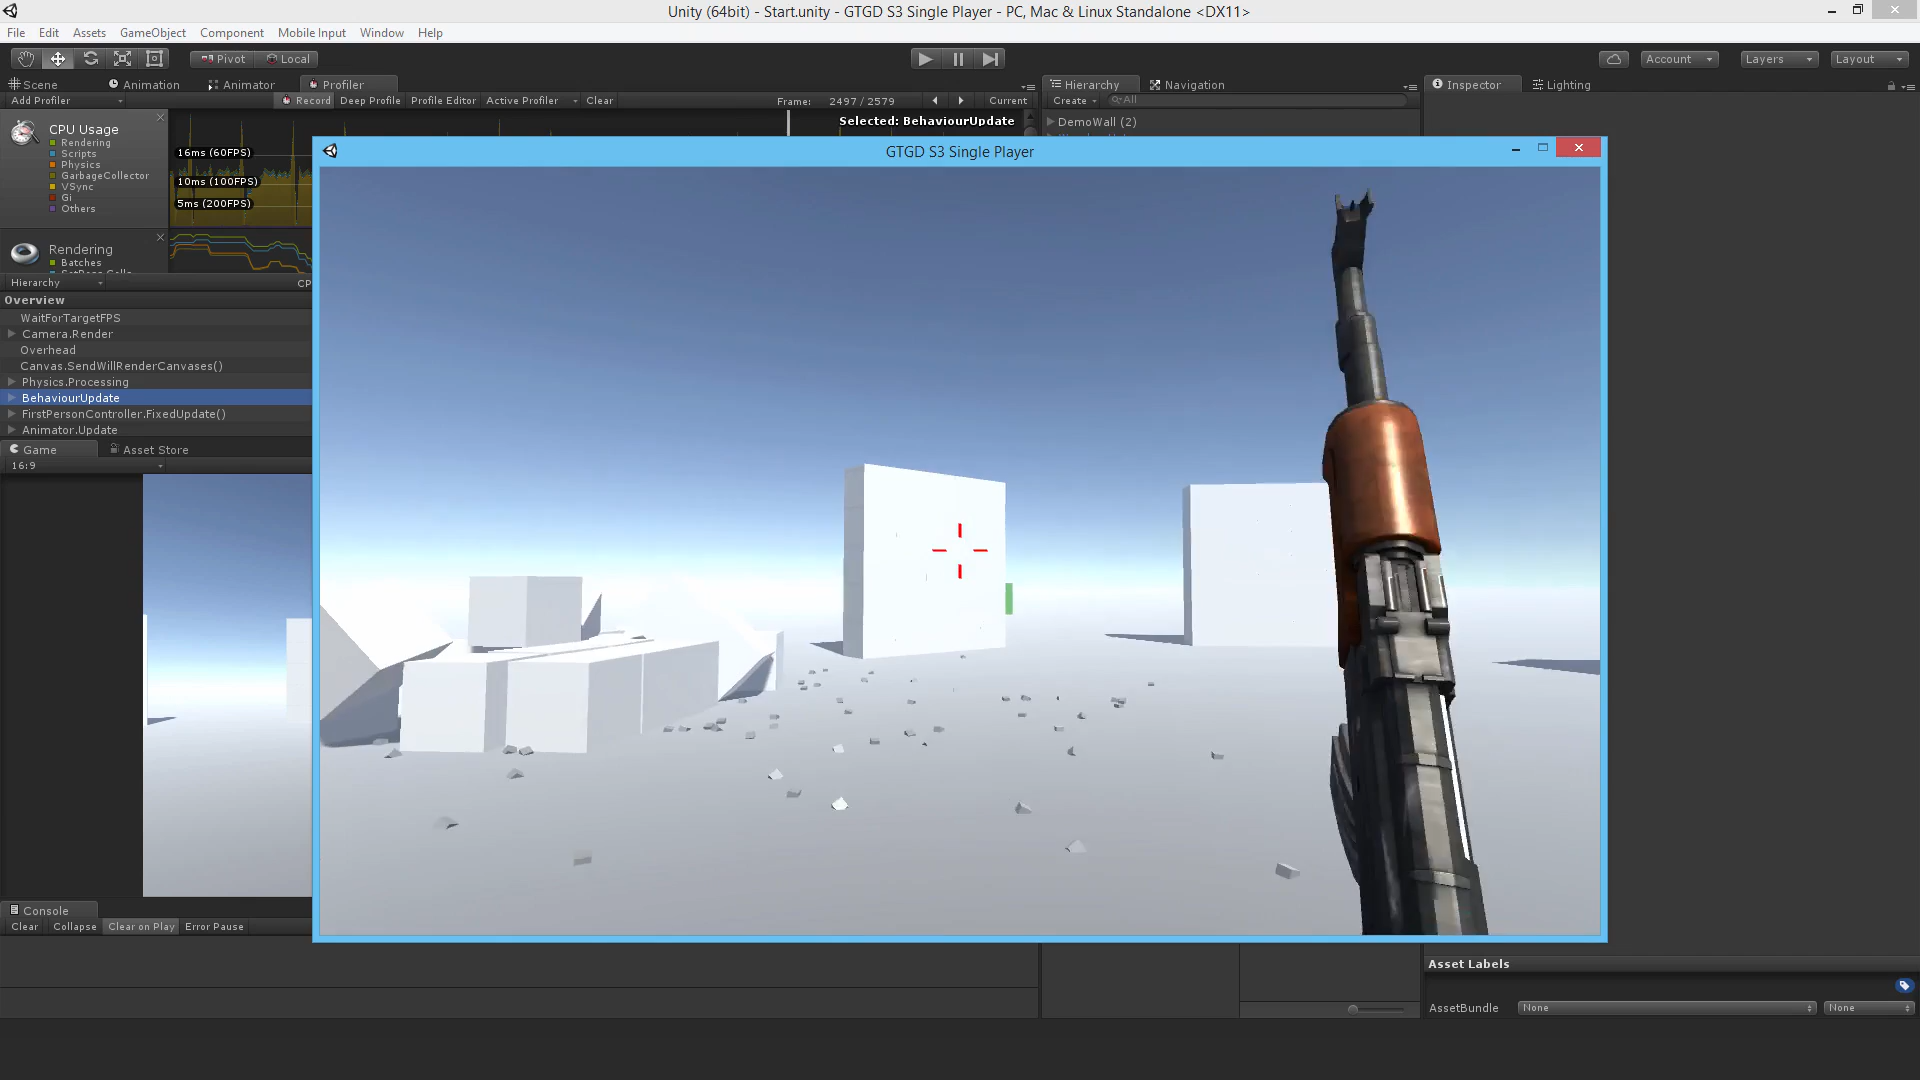 Unity (64bit) - Start.unity - GTGD S3 Single Player - PC, Mac & Linux Standalone <DX11>
File Edit Assets GameObject Component Mobile Input Window Help
Pivot Local Account Layers Layout
Scene Animation Animator Profiler Hierarchy Navigation Inspector Lighting
Add Profiler Record Deep Profile Profile Editor Active Profiler Clear Frame: 2497 / 2579 Current Create All
Selected: BehaviourUpdate DemoWall (2)
CPU Usage
Rendering
Scripts
Physics
GarbageCollector
VSync
Gi
Others
16ms (60FPS)
10ms (100FPS)
5ms (200FPS)
GTGD S3 Single Player
Rendering
Batches
Hierarchy CP
Overview
WaitForTargetFPS
Camera.Render
Overhead
Canvas.SendWillRenderCanvases()
Physics.Processing
BehaviourUpdate
FirstPersonController.FixedUpdate()
Animator.Update
Game Asset Store
16:9
Console
Clear Collapse Clear on Play Error Pause
Asset Labels
AssetBundle None None